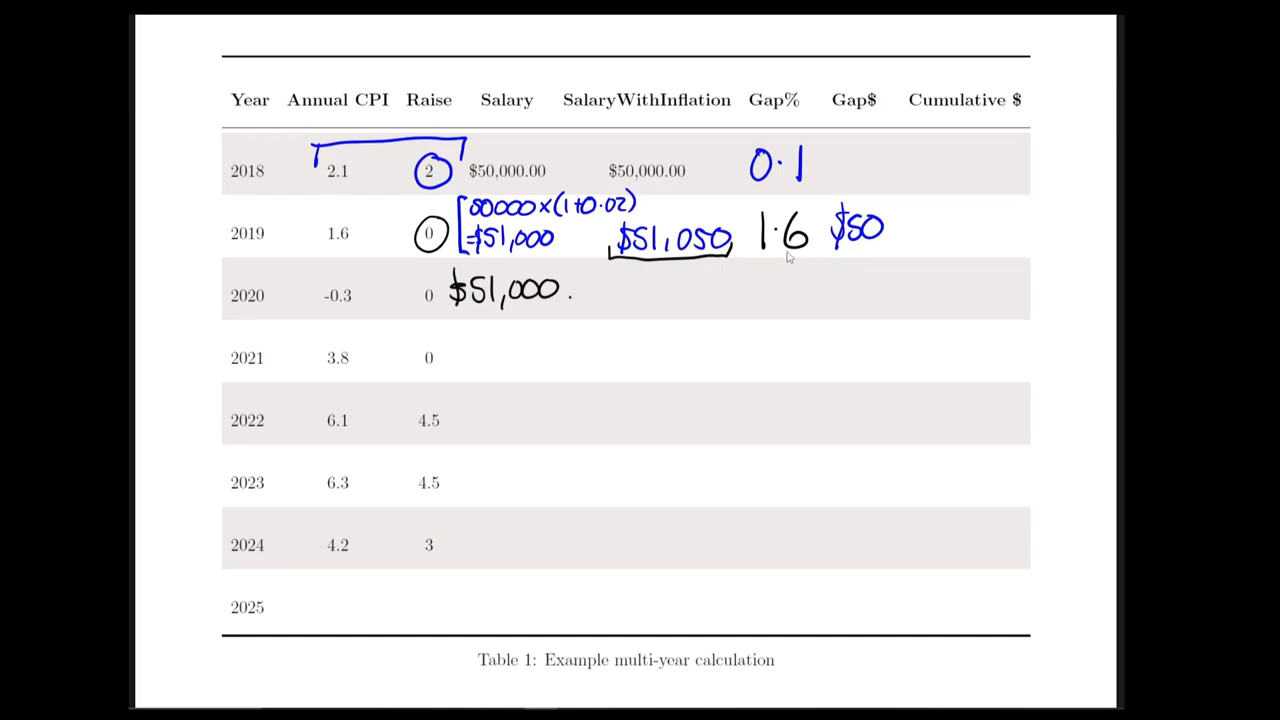 Year Annual CPI Raise Salary SalaryWithInflation Gap% Gap$ Cumulative $
2018 2.1 2 $50,000.00 $50,000.00 0.1
50000×(1+0.02)
2019 1.6 0 =$51,000 $51,050 1.6 $50
2020 -0.3 0 $51,000.
2021 3.8 0
2022 6.1 4.5
2023 6.3 4.5
2024 4.2 3
2025
Table 1: Example multi-year calculation